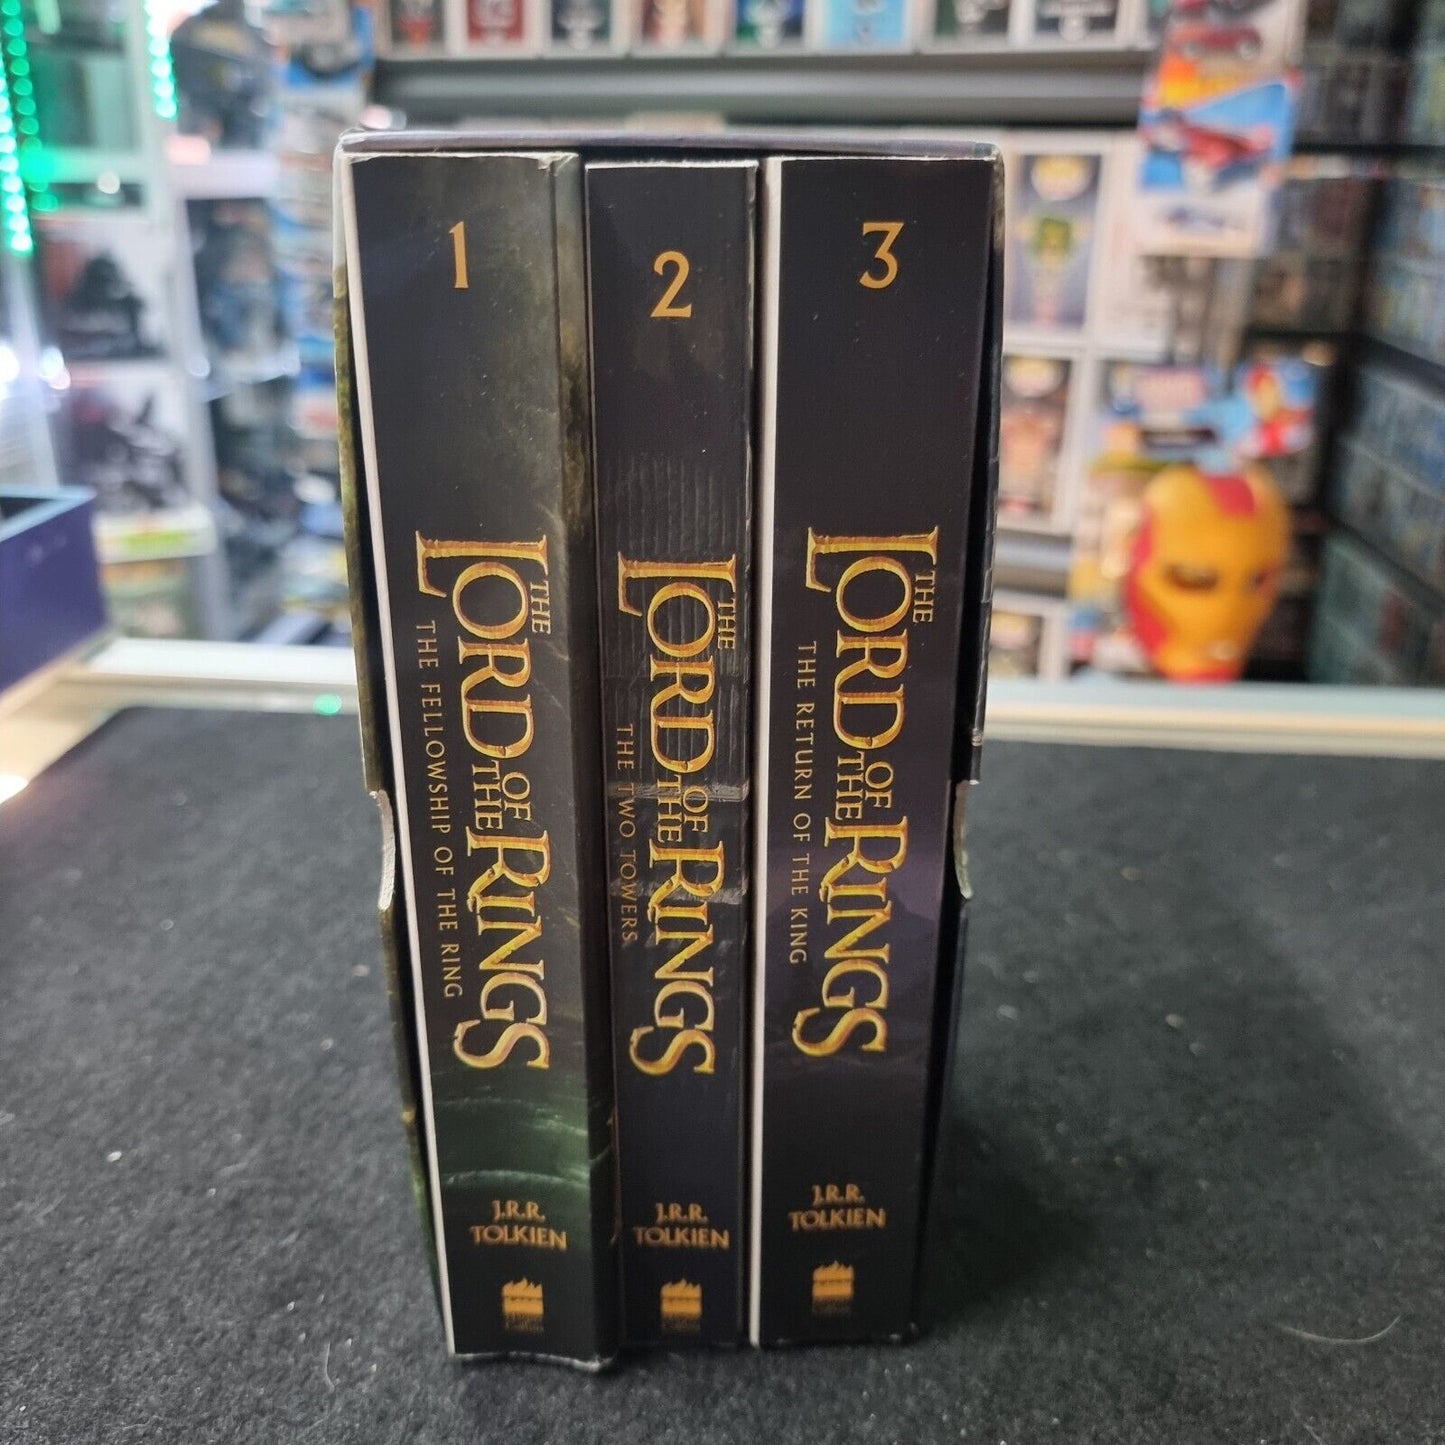 1
THE LORD OF THE RINGS
THE FELLOWSHIP OF THE RING
J.R.R.
TOLKIEN
2
THE LORD OF THE RINGS
THE TWO TOWERS
J.R.R.
TOLKIEN
3
THE LORD OF THE RINGS
THE RETURN OF THE KING
J.R.R.
TOLKIEN